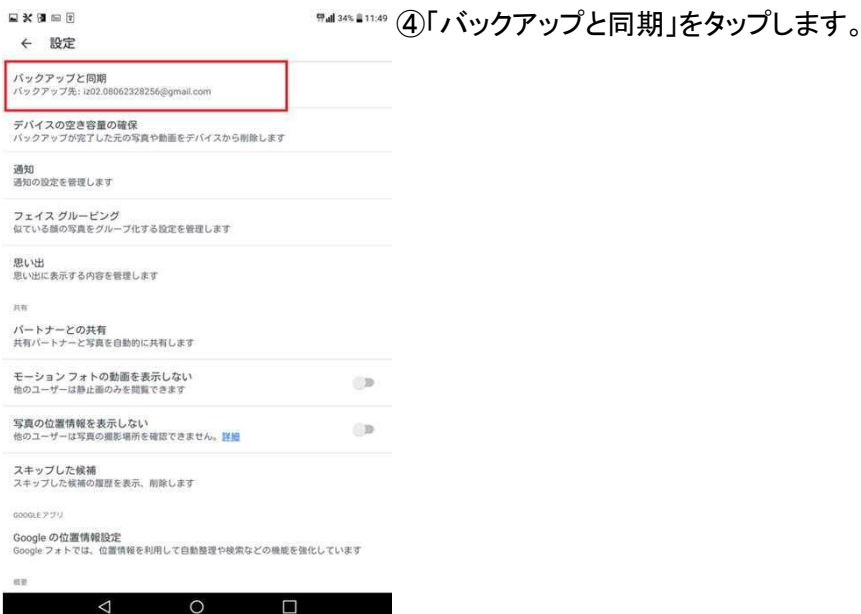 34% 11:49
④「バックアップと同期」をタップします。
← 設定
バックアップと同期
バックアップ先: iz02.08062328256@gmail.com
デバイスの空き容量の確保
バックアップが完了した元の写真や動画をデバイスから削除します
通知
通知の設定を管理します
フェイス グルーピング
似ている顔の写真をグループ化する設定を管理します
思い出
思い出に表示する内容を管理します
共有
パートナーとの共有
共有パートナーと写真を自動的に共有します
モーション フォトの動画を表示しない
他のユーザーは静止画のみを閲覧できます
写真の位置情報を表示しない
他のユーザーは写真の撮影場所を確認できません。詳細
スキップした候補
スキップした候補の履歴を表示、削除します
GOOGLE アプリ
Google の位置情報設定
Google フォトでは、位置情報を利用して自動整理や検索などの機能を強化しています
概要